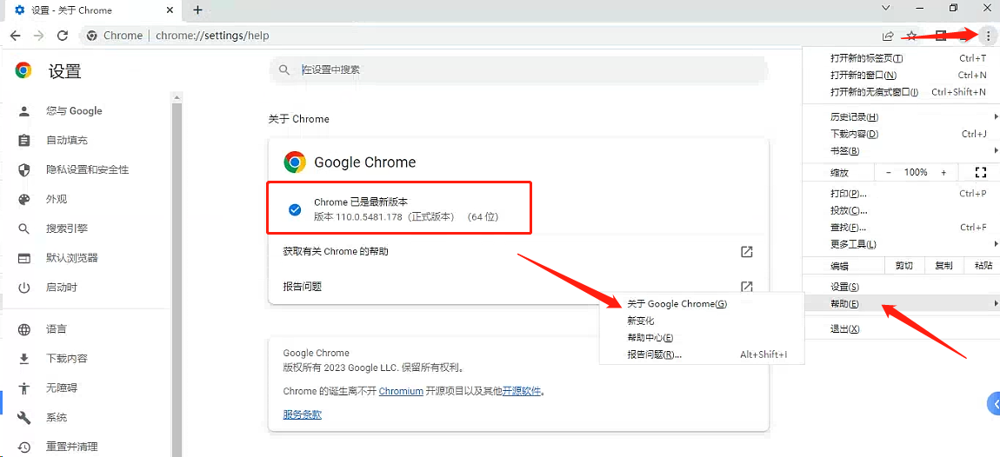 设置 - 关于 Chrome
Chrome | chrome://settings/help
设置
在设置中搜索
您与 Google
自动填充
隐私设置和安全性
外观
搜索引擎
默认浏览器
启动时
语言
下载内容
无障碍
系统
重置并清理
关于 Chrome
Google Chrome
Chrome 已是最新版本
版本 110.0.5481.178（正式版本） （64 位）
获取有关 Chrome 的帮助
报告问题
Google Chrome
版权所有 2023 Google LLC. 保留所有权利。
Chrome 的诞生离不开 Chromium 开源项目以及其他开源软件。
服务条款
打开新的标签页(T) Ctrl+T
打开新的窗口(N) Ctrl+N
打开新的无痕式窗口(I) Ctrl+Shift+N
历史记录(H)
下载内容(D) Ctrl+J
书签(B)
缩放 − 100% +
打印(P)... Ctrl+P
投放(C)...
查找(F)... Ctrl+F
更多工具(L)
编辑 剪切 复制 粘贴
设置(S)
帮助(E)
退出(X)
关于 Google Chrome(G)
新变化
帮助中心(E)
报告问题(R)... Alt+Shift+I